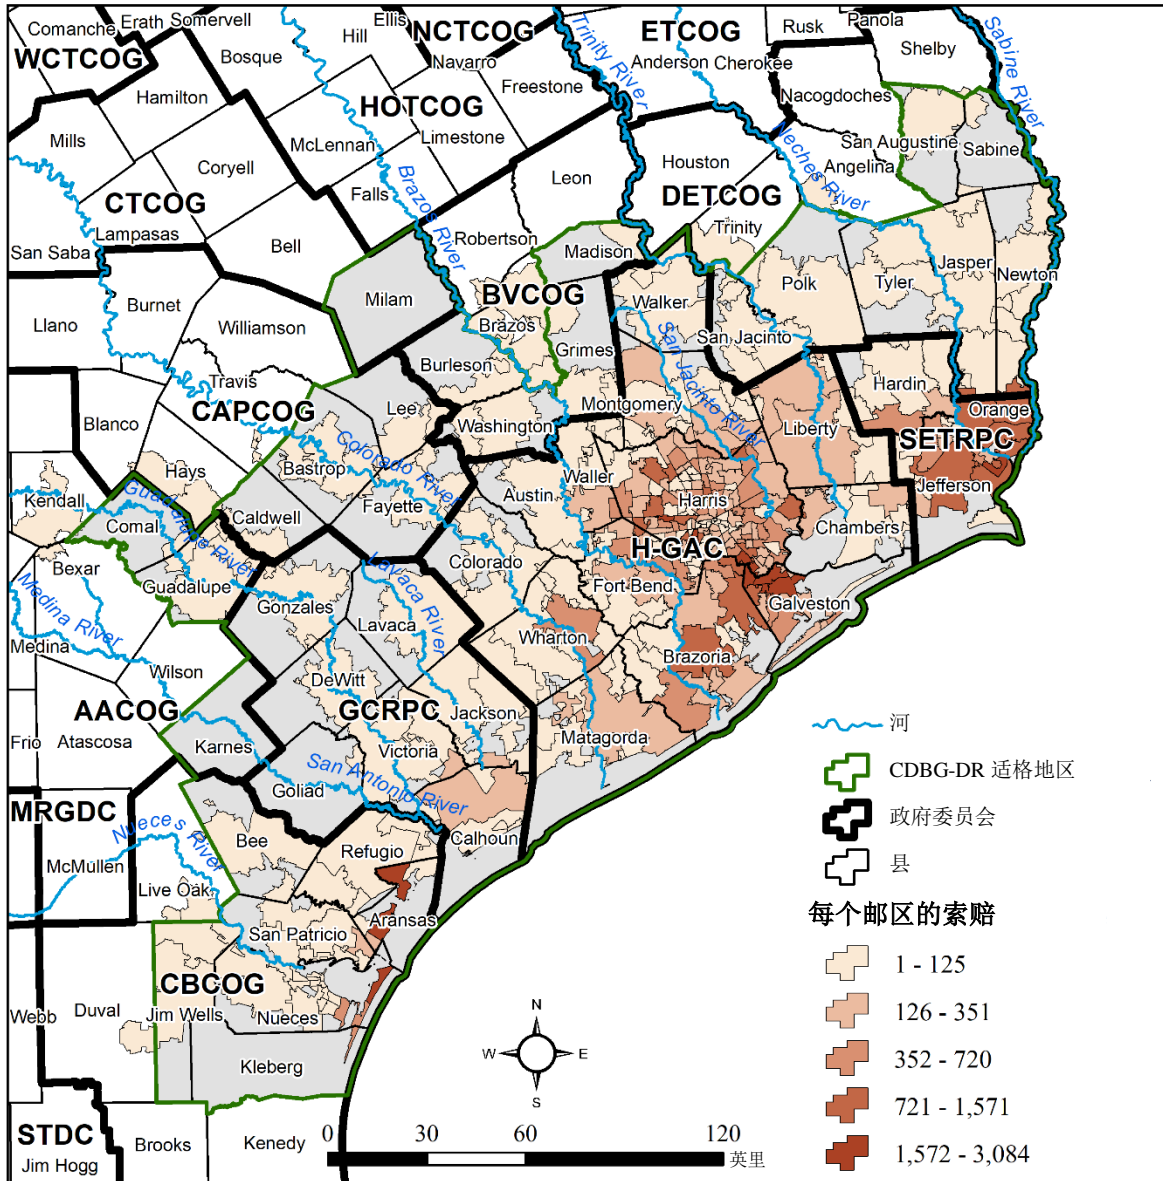 Comanche
Erath
Somervell
Ellis
Hill
NCTCOG
Navarro
Trinity River
ETCOG
Anderson
Cherokee
Rusk
Panola
Shelby
Sabine River
WCTCOG
Bosque
Hamilton
HOTCOG
Freestone
Limestone
McLennan
Nacogdoches
San Augustine
Sabine
Neches River
Angelina
Mills
Coryell
Falls
Brazos River
Leon
Houston
DETCOG
Trinity
CTCOG
Lampasas
San Saba
Bell
Robertson
Madison
Milam
BVCOG
Brazos
Grimes
Walker
Polk
Tyler
Jasper
Newton
Burnet
Llano
Williamson
Burleson
San Jacinto
San Jacinto River
Travis
CAPCOG
Lee
Washington
Montgomery
Liberty
Hardin
Orange
SETRPC
Jefferson
Blanco
Hays
Bastrop
Colorado River
Fayette
Austin
Waller
Harris
Chambers
Kendall
Guadalupe River
Comal
Caldwell
Lavaca River
Colorado
H-GAC
Fort Bend
Galveston
Bexar
Medina River
Guadalupe
Gonzales
Lavaca
Wharton
Brazoria
Medina
Wilson
DeWitt
AACOG
GCRPC
Jackson
Matagorda
Frio
Atascosa
Karnes
Victoria
Goliad
San Antonio River
MRGDC
Nueces River
Bee
Refugio
Calhoun
McMullen
Live Oak
San Patricio
Aransas
CBCOG
Webb
Duval
Jim Wells
Nueces
Kleberg
STDC
Jim Hogg
Brooks
Kenedy
N
W
E
S
0 30 60 120
英里
河
CDBG-DR 适格地区
政府委员会
县
每个邮区的索赔
1 - 125
126 - 351
352 - 720
721 - 1,571
1,572 - 3,084